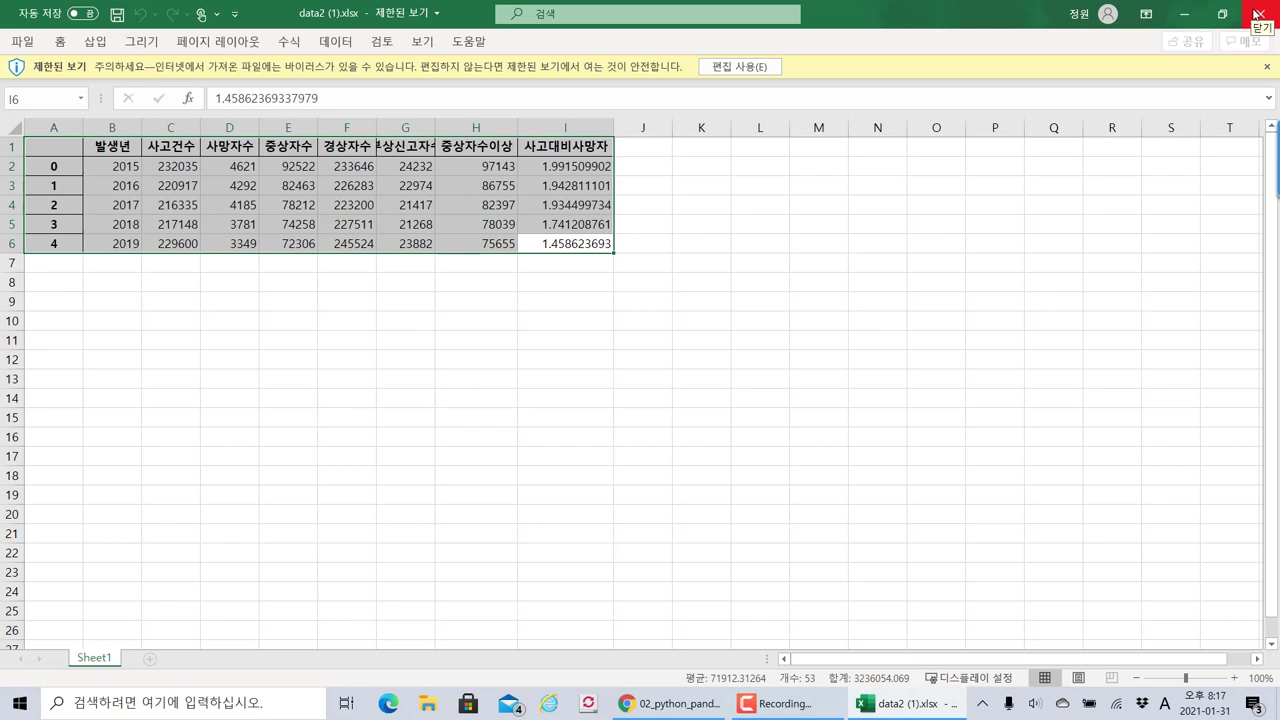 자동 저장 data2 (1).xlsx - 제한된 보기 검색 정원
닫기
파일 홈 삽입 그리기 페이지 레이아웃 수식 데이터 검토 보기 도움말 공유 메모
제한된 보기 주의하세요—인터넷에서 가져온 파일에는 바이러스가 있을 수 있습니다. 편집하지 않는다면 제한된 보기에서 여는 것이 안전합니다. 편집 사용(E)
I6 fx 1.45862369337979
A B C D E F G H I J K L M N O P Q R S T
1 발생년 사고건수 사망자수 중상자수 경상자수 상신고자수 중상자수이상 사고대비사망자
2 0 2015 232035 4621 92522 233646 24232 97143 1.991509902
3 1 2016 220917 4292 82463 226283 22974 86755 1.942811101
4 2 2017 216335 4185 78212 223200 21417 82397 1.934499734
5 3 2018 217148 3781 74258 227511 21268 78039 1.741208761
6 4 2019 229600 3349 72306 245524 23882 75655 1.458623693
7
8
9
10
11
12
13
14
15
16
17
18
19
20
21
22
23
24
25
26
27
Sheet1
평균: 71912.31264 개수: 53 합계: 3236054.069 디스플레이 설정 100%
검색하려면 여기에 입력하십시오. 4 02_python_pand... Recording... data2 (1).xlsx - ... A 오후 8:17 3
2021-01-31